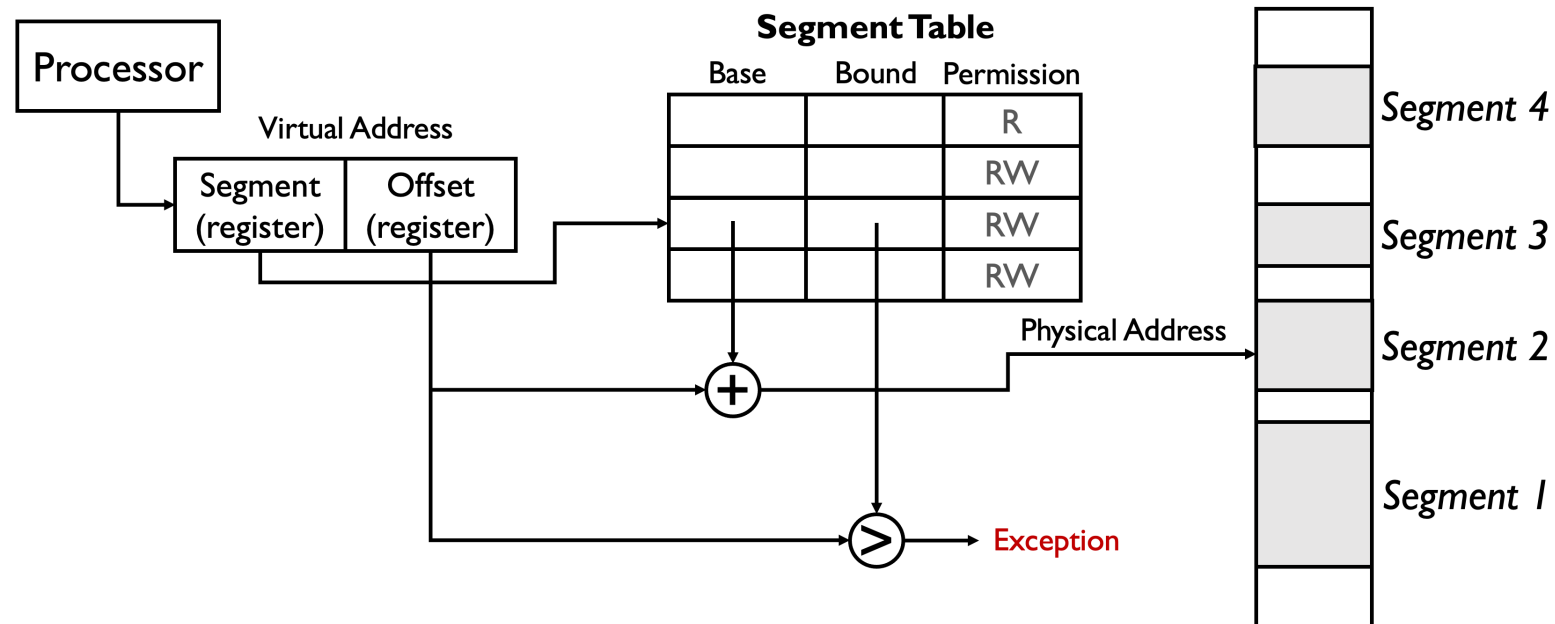 Segment Table
Processor
Base Bound Permission
Virtual Address
R
Segment
(register)
Offset
(register)
RW
RW
RW
Physical Address
+
>
Exception
Segment 4
Segment 3
Segment 2
Segment 1